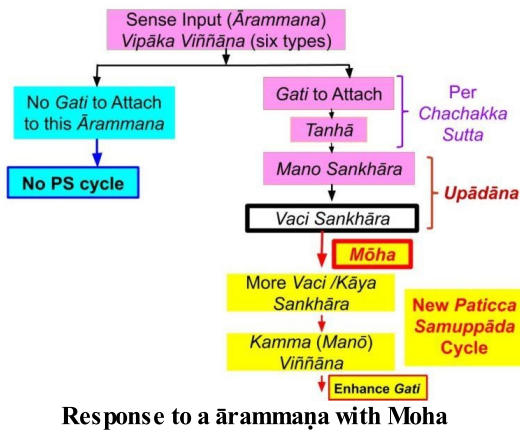 Sense Input (Ārammana)
Vipāka Viññāna (six types)
No Gati to Attach
to this Ārammana
No PS cycle
Gati to Attach
Tanhā
Per
Chachakka
Sutta
Mano Sankhāra
Upādāna
Vaci Sankhāra
Mōha
More Vaci /Kāya
Sankhāra
Kamma (Manō)
Viññāna
Enhance Gati
New Paticca
Samuppāda
Cycle
Response to a ārammaṇa with Moha